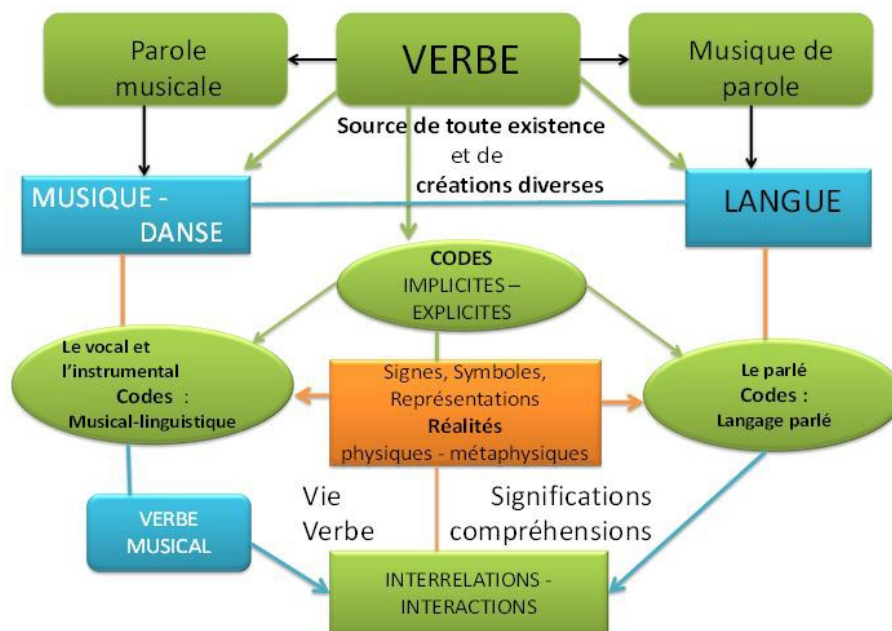 Parole
musicale
VERBE
Musique de
parole
Source de toute existence
et de
créations diverses
MUSIQUE -
DANSE
LANGUE
CODES
IMPLICITES –
EXPLICITES
Le vocal et
l’instrumental
Codes :
Musical-linguistique
Signes, Symboles,
Représentations
Réalités
physiques - métaphysiques
Le parlé
Codes :
Langage parlé
VERBE
MUSICAL
Vie
Verbe
Significations
compréhensions
INTERRELATIONS -
INTERACTIONS